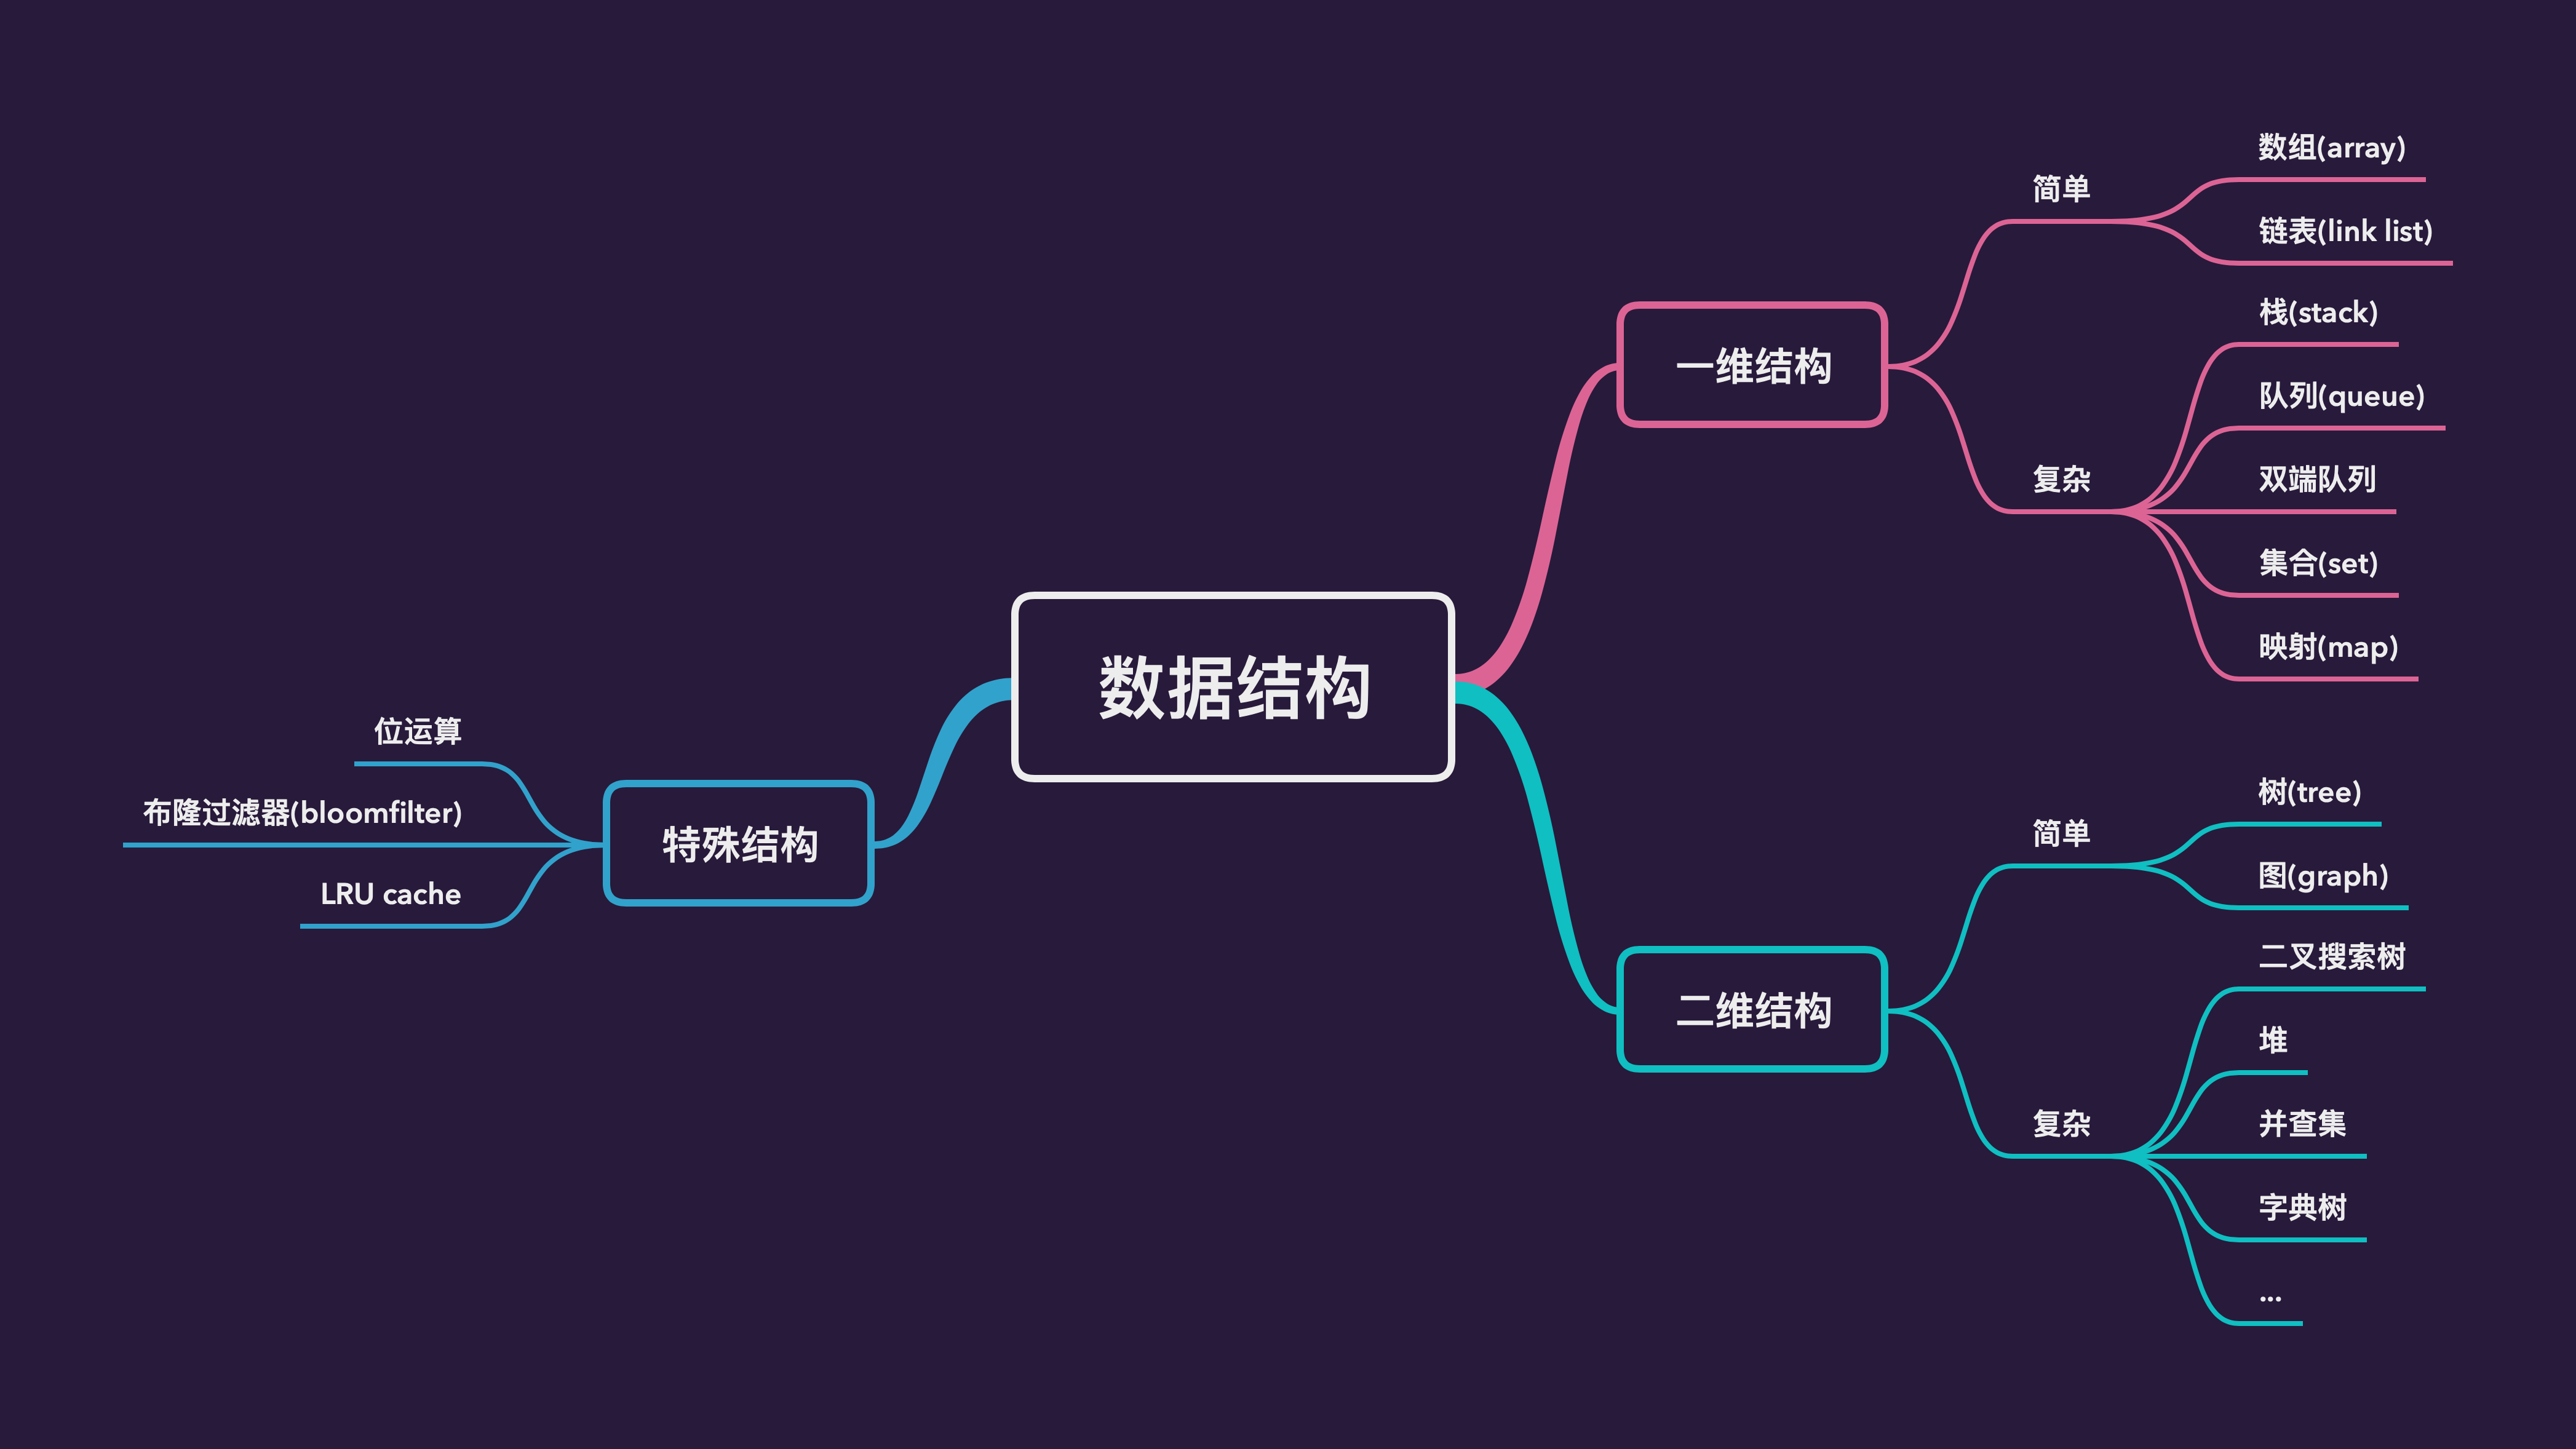 数据结构
一维结构
简单
数组(array)
链表(link list)
复杂
栈(stack)
队列(queue)
双端队列
集合(set)
映射(map)
二维结构
简单
树(tree)
图(graph)
复杂
二叉搜索树
堆
并查集
字典树
...
特殊结构
位运算
布隆过滤器(bloomfilter)
LRU cache